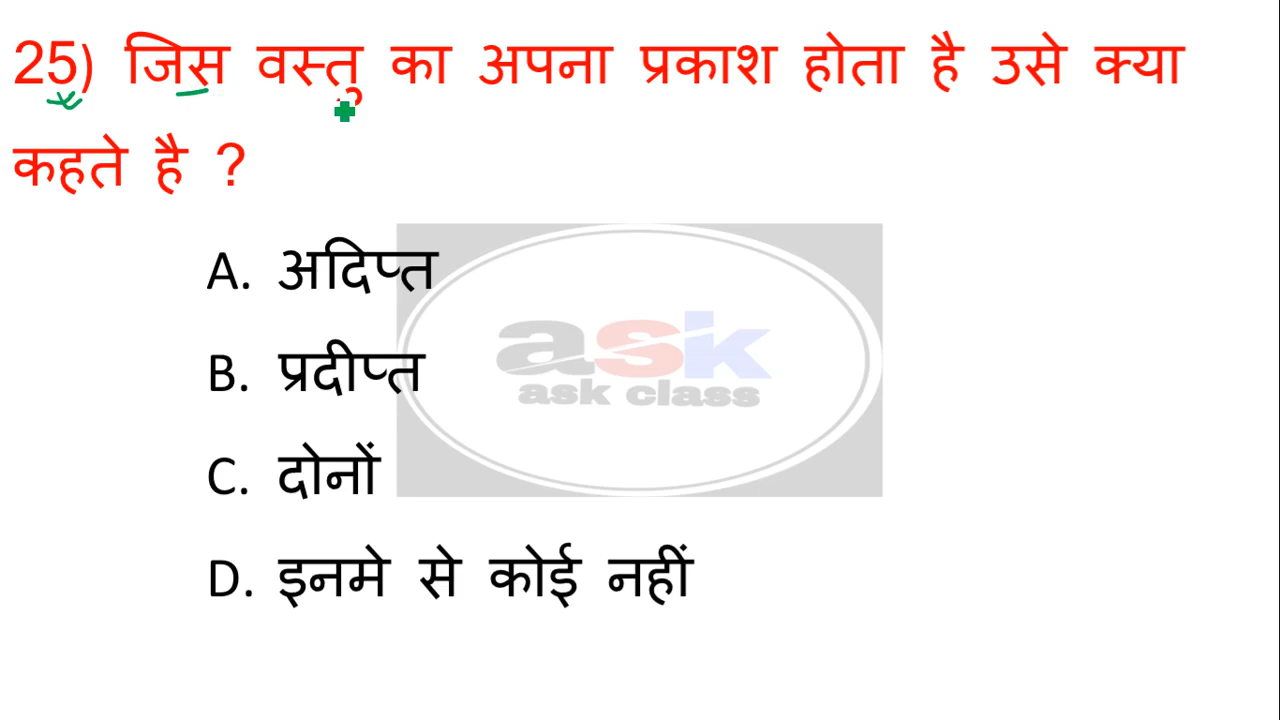 25) जिस वस्तु का अपना प्रकाश होता है उसे क्या
कहते है ?
A. अदिप्त
B. प्रदीप्त
C. दोनों
D. इनमे से कोई नहीं
ask
ask class